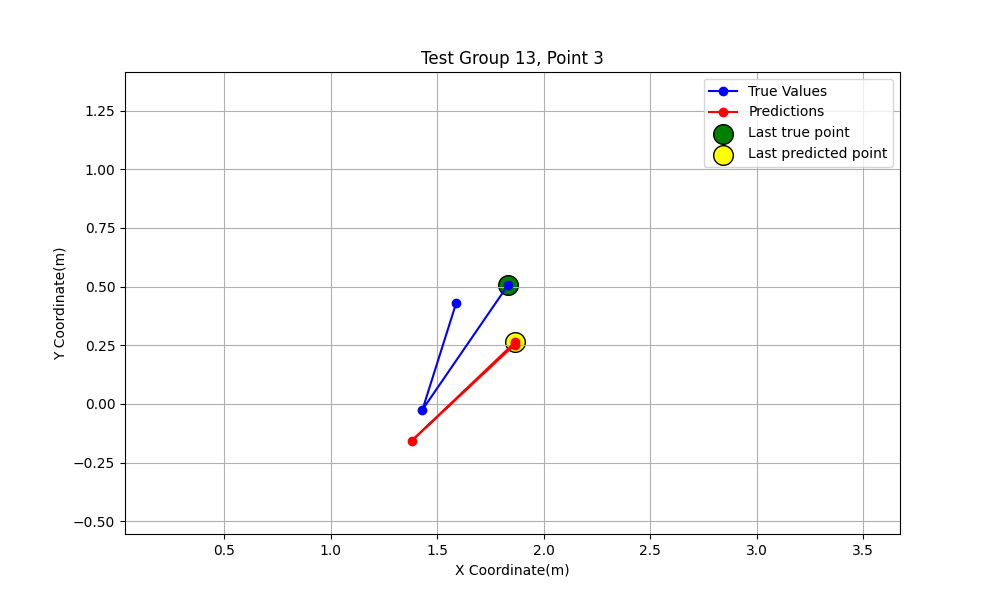 Test Group 13, Point 3
True Values
Predictions
Last true point
Last predicted point
Y Coordinate(m)
1.25
1.00
0.75
0.50
0.25
0.00
−0.25
−0.50
0.5 1.0 1.5 2.0 2.5 3.0 3.5
X Coordinate(m)